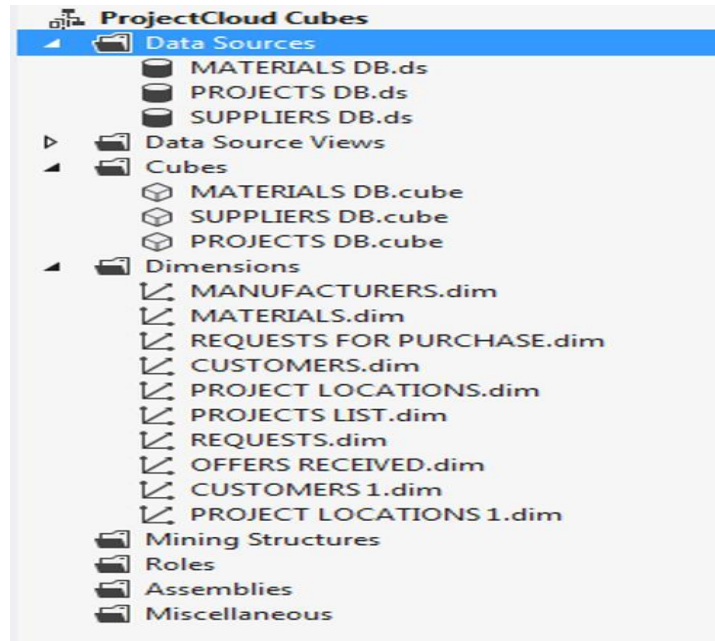 ProjectCloud Cubes
Data Sources
MATERIALS DB.ds
PROJECTS DB.ds
SUPPLIERS DB.ds
Data Source Views
Cubes
MATERIALS DB.cube
SUPPLIERS DB.cube
PROJECTS DB.cube
Dimensions
MANUFACTURERS.dim
MATERIALS.dim
REQUESTS FOR PURCHASE.dim
CUSTOMERS.dim
PROJECT LOCATIONS.dim
PROJECTS LIST.dim
REQUESTS.dim
OFFERS RECEIVED.dim
CUSTOMERS 1.dim
PROJECT LOCATIONS 1.dim
Mining Structures
Roles
Assemblies
Miscellaneous